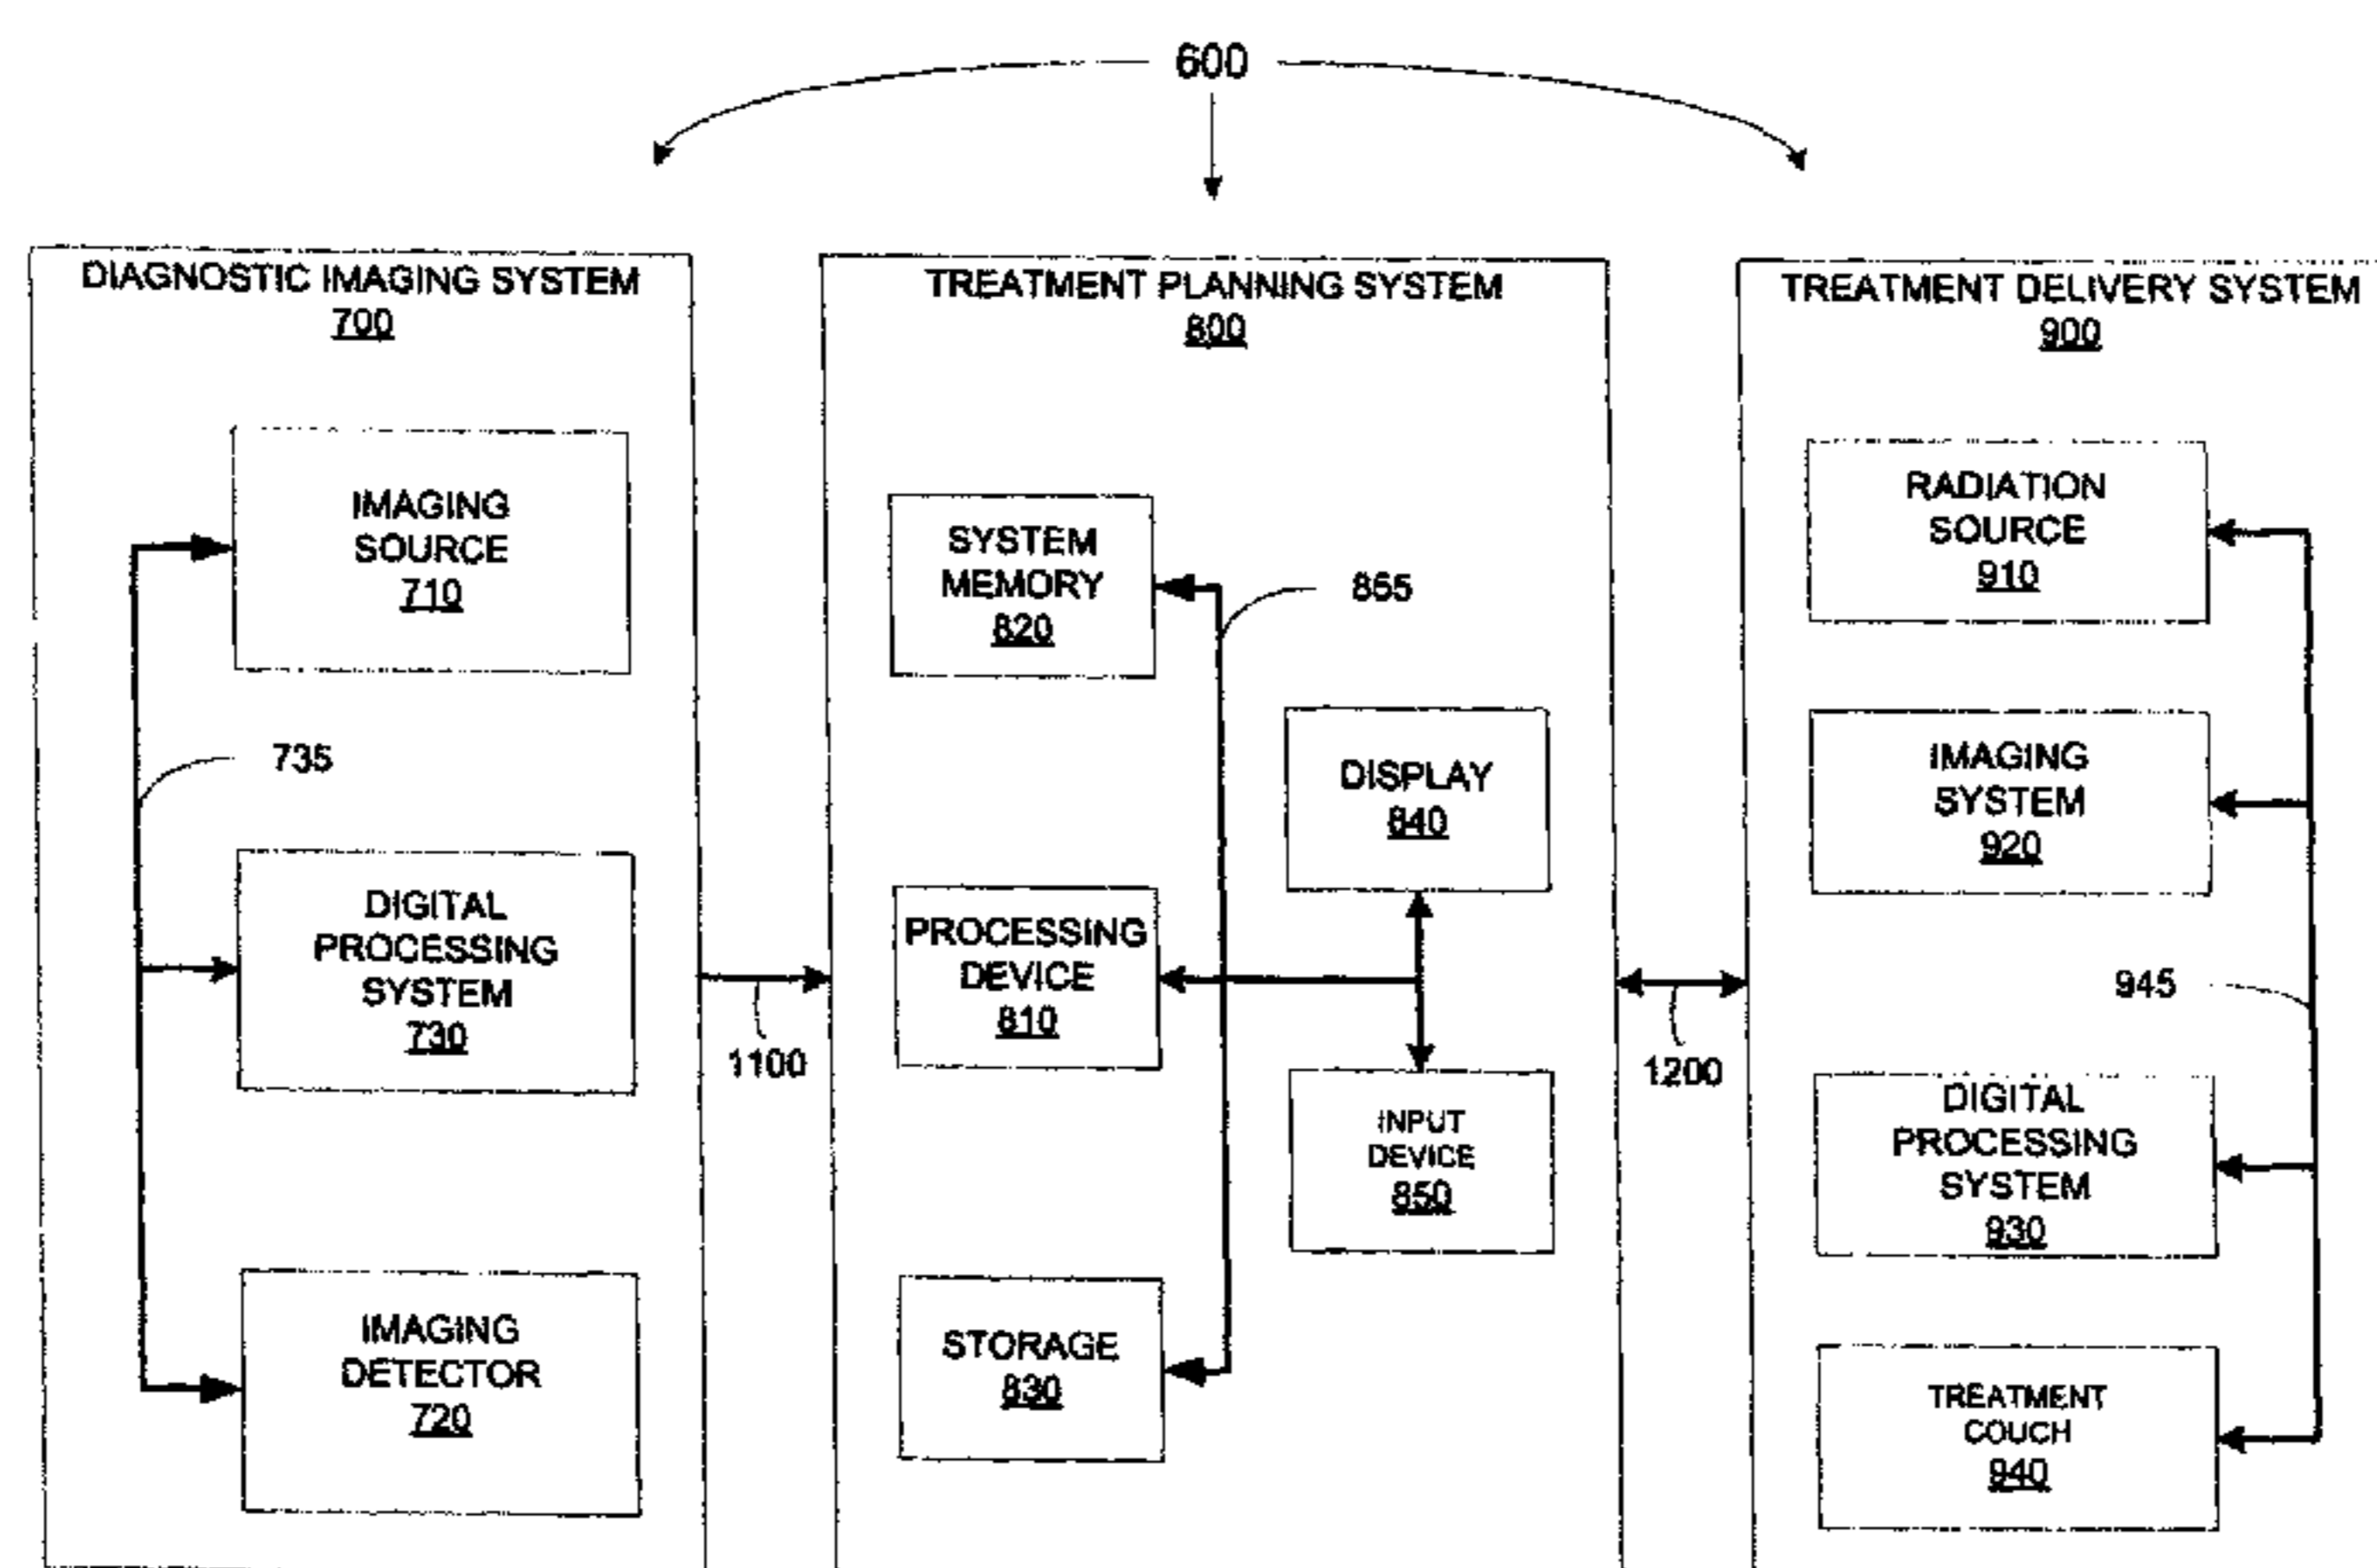 600
DIAGNOSTIC IMAGING SYSTEM
700
IMAGING
SOURCE
710
735
DIGITAL
PROCESSING
SYSTEM
730
IMAGING
DETECTOR
720
1100
TREATMENT PLANNING SYSTEM
800
SYSTEM
MEMORY
820
865
DISPLAY
840
PROCESSING
DEVICE
810
INPUT
DEVICE
850
STORAGE
830
1200
TREATMENT DELIVERY SYSTEM
900
RADIATION
SOURCE
910
IMAGING
SYSTEM
920
945
DIGITAL
PROCESSING
SYSTEM
930
TREATMENT
COUCH
940